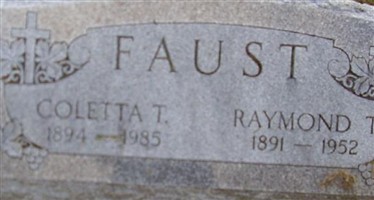 FAUST
COLETTA T. RAYMOND T
1894 — 1985 1891 — 1952